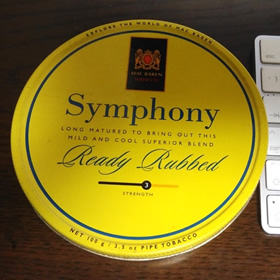 EXPLORE THE WORLD OF MAC BAREN
MAC BAREN
Symphony
LONG MATURED TO BRING OUT THIS
MILD AND COOL SUPERIOR BLEND
Ready Rubbed
3
STRENGTH
NET 100 g / 3.5 oz PIPE TOBACCO